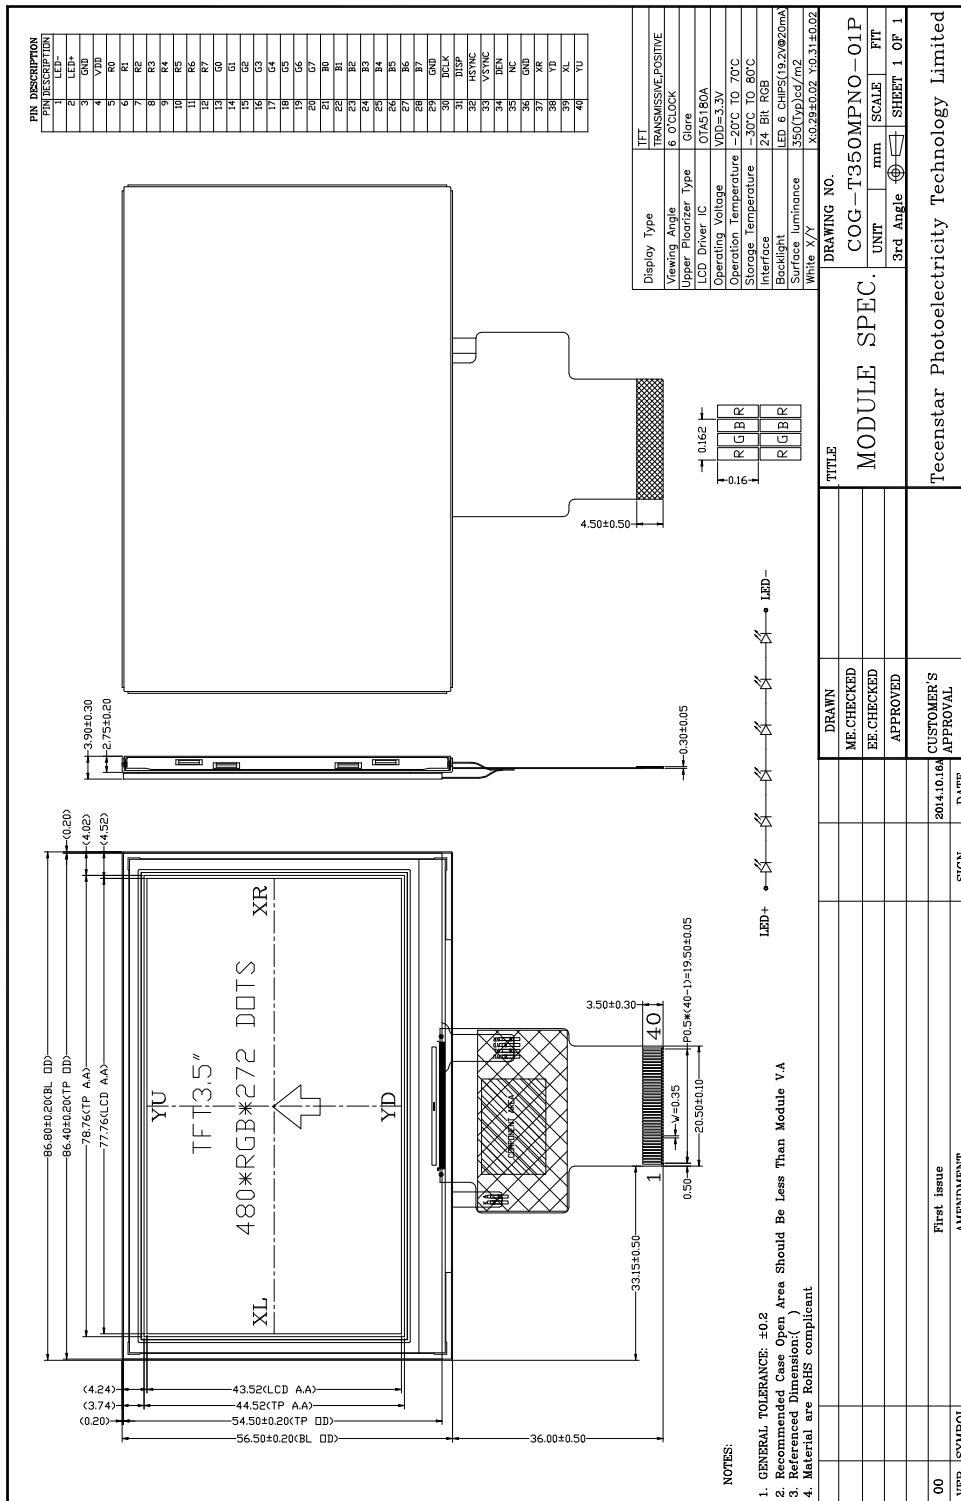 PIN DESCRIPTION
PIN DESCRIPTION
1 LED-
2 LED+
3 GND
4 VDD
5 R0
6 R1
7 R2
8 R3
9 R4
10 R5
11 R6
12 R7
13 G0
14 G1
15 G2
16 G3
17 G4
18 G5
19 G6
20 G7
21 B0
22 B1
23 B2
24 B3
25 B4
26 B5
27 B6
28 B7
29 GND
30 DCLK
31 DISP
32 HSYNC
33 VSYNC
34 DEN
35 NC
36 GND
37 XR
38 YD
39 XL
40 YU
86.80±0.20(BL OD)
86.40±0.20(TP OD)
78.76(TP A.A)
77.76(LCD A.A)
(0.20)
(4.02)
(4.52)
3.90±0.30
2.75±0.20
YU
TFT3.5"
480*RGB*272 DOTS
XL
XR
YD
(4.24)
(3.74)
(0.20)
43.52(LCD A.A)
44.52(TP A.A)
54.50±0.20(TP OD)
56.50±0.20(BL OD)
36.00±0.50
COMPONENT AREA
33.15±0.50
3.50±0.30
1
40
0.50
W=0.35
P0.5*(40-1)=19.50±0.05
20.50±0.10
0.30±0.05
4.50±0.50
0.162
0.16
R G B R
R G B R
LED+
LED-
Display Type TFT
TRANSMISSIVE,POSITIVE
Viewing Angle 6 O'CLOCK
Upper Ploarizer Type Glare
LCD Driver IC OTA5180A
Operating Voltage VDD=3.3V
Operation Temperature -20°C TO 70°C
Storage Temperature -30°C TO 80°C
Interface 24 Bit RGB
Backlight LED 6 CHIPS(19.2V@20mA)
Surface luminance 350(Typ)cd/m2
White X/Y X:0.29±0.02 Y:0.31±0.02
NOTES:
1. GENERAL TOLERANCE: ±0.2
2. Recommended Case Open Area Should Be Less Than Module V.A
3. Referenced Dimension:( )
4. Material are RoHS complicant
DRAWN
ME.CHECKED
EE.CHECKED
APPROVED
CUSTOMER'S APPROVAL
TITLE
MODULE SPEC.
DRAWING NO.
COG-T350MPNO-01P
UNIT mm SCALE FIT
3rd Angle SHEET 1 OF 1
Tecenstar Photoelectricity Technology Limited
00 First issue 2014.10.16A
VER SYMBOL AMENDMENT SIGN DATE